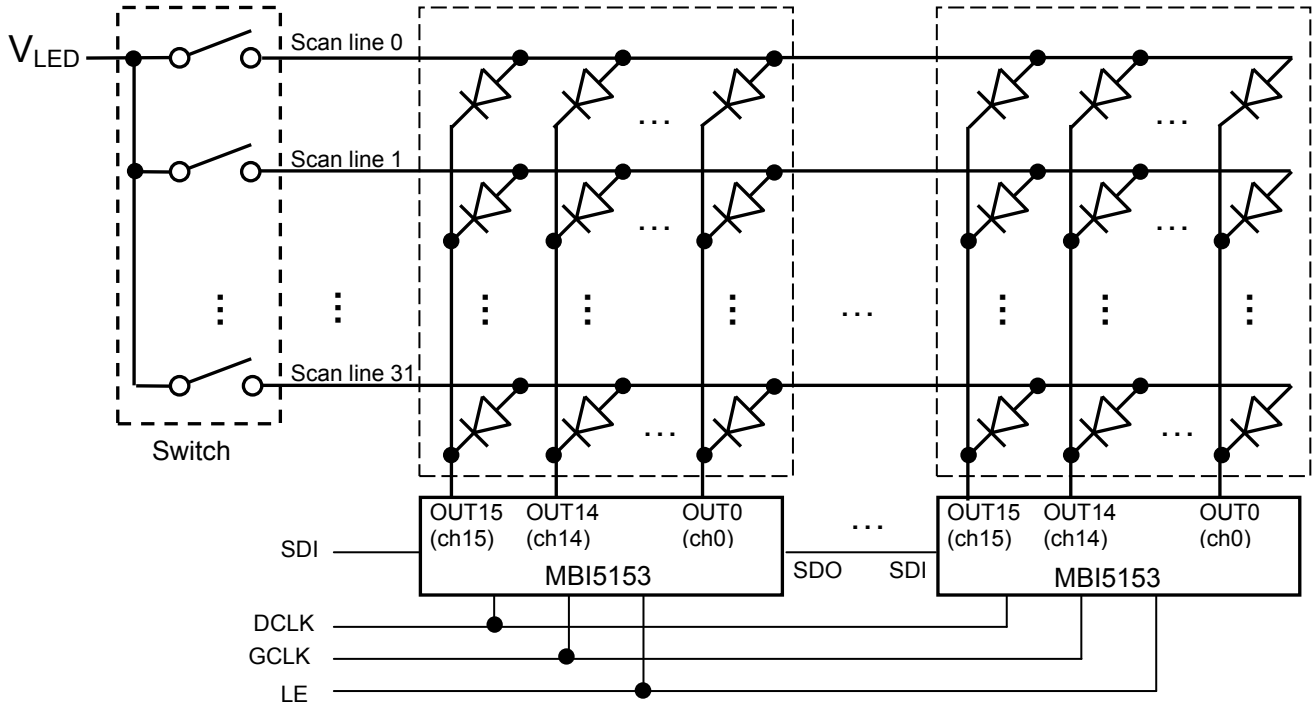 VLED
Scan line 0
Scan line 1
Scan line 31
Switch
...
OUT15 OUT14 OUT0
(ch15) (ch14) (ch0)
MBI5153
SDI
SDO SDI
OUT15 OUT14 OUT0
(ch15) (ch14) (ch0)
MBI5153
DCLK
GCLK
LE